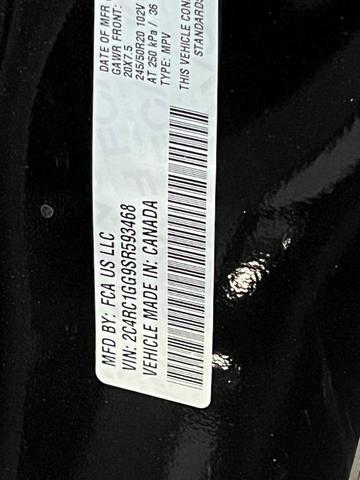 DATE OF MFR
GAWR FRONT:
20X7.5
245/50R20 102V
AT 250 kPa / 36
TYPE: MPV
THIS VEHICLE CON
STANDARDS
MFD BY: FCA US LLC
VIN: 2C4RC1GG9SR593468
VEHICLE MADE IN: CANADA